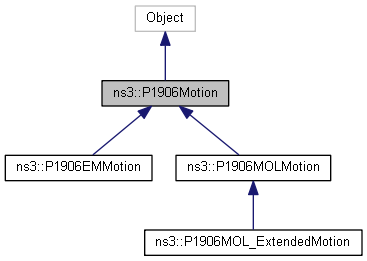 Object
ns3::P1906Motion
ns3::P1906EMMotion
ns3::P1906MOLMotion
ns3::P1906MOL_ExtendedMotion